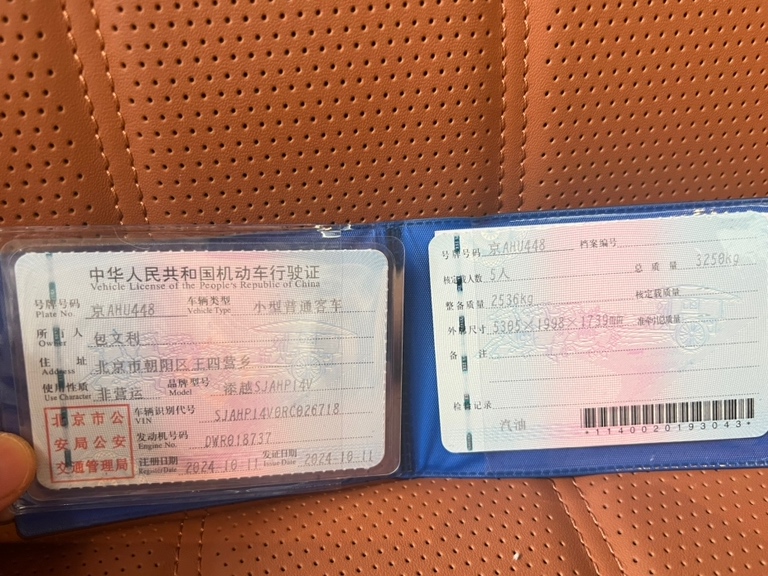 中华人民共和国机动车行驶证
Vehicle License of the People's Republic of China
号牌号码 京AHU448 车辆类型 小型普通客车
Plate No. Vehicle Type
所有人 包文利
Owner
住址 北京市朝阳区王四营乡
Address
使用性质 非营运 品牌型号 添越SJAHP14V
Use Character Model
北京市公安局公安交通管理局
车辆识别代号 SJAHP14V0RC026718
VIN
发动机号码 DWR018737
Engine No.
注册日期 2024-10-11 发证日期 2024-10-11
Register Date Issue Date
号牌号码 京AHU448 档案编号
核定载人数 5人 总质量 3250kg
整备质量 2536kg 核定载质量
外廓尺寸 5305×1998×1739mm 准牵引总质量
备注
检验记录
汽油
*1140020193043*